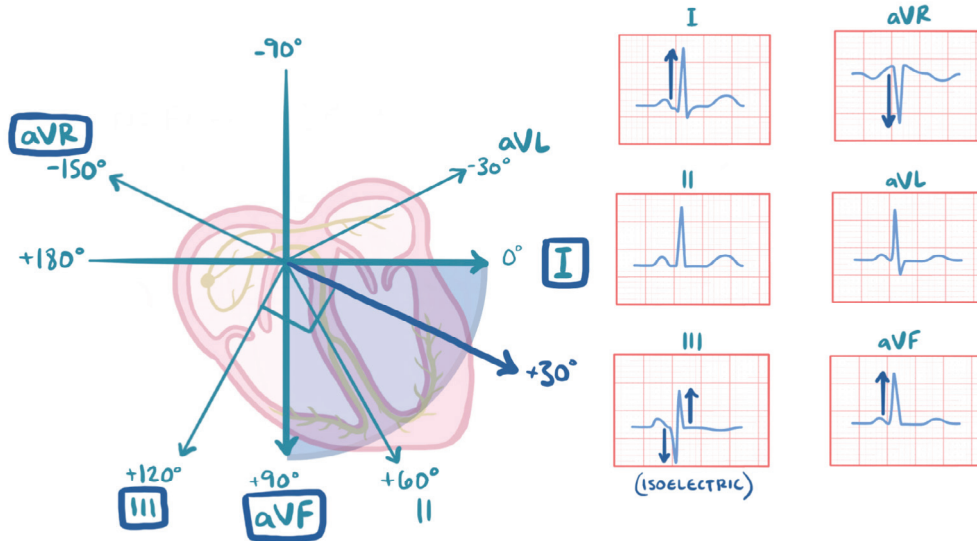 -90°
aVR
-150°
aVL
-30°
+180°
0°
I
+30°
+120°
III
+90°
aVF
+60°
II
I
aVR
II
aVL
III
aVF
(ISOELECTRIC)